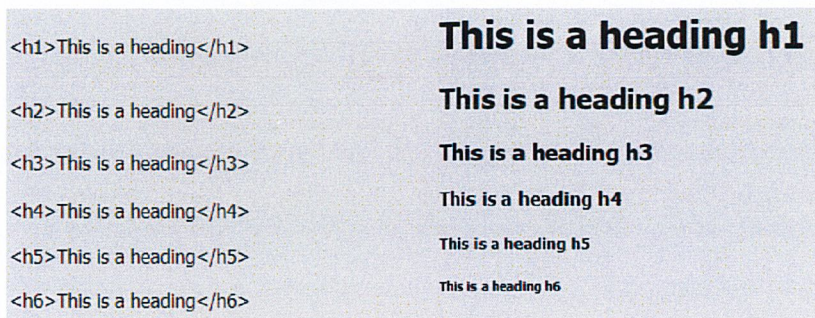 <h1>This is a heading</h1>
This is a heading h1
<h2>This is a heading</h2>
This is a heading h2
<h3>This is a heading</h3>
This is a heading h3
<h4>This is a heading</h4>
This is a heading h4
<h5>This is a heading</h5>
This is a heading h5
<h6>This is a heading</h6>
This is a heading h6